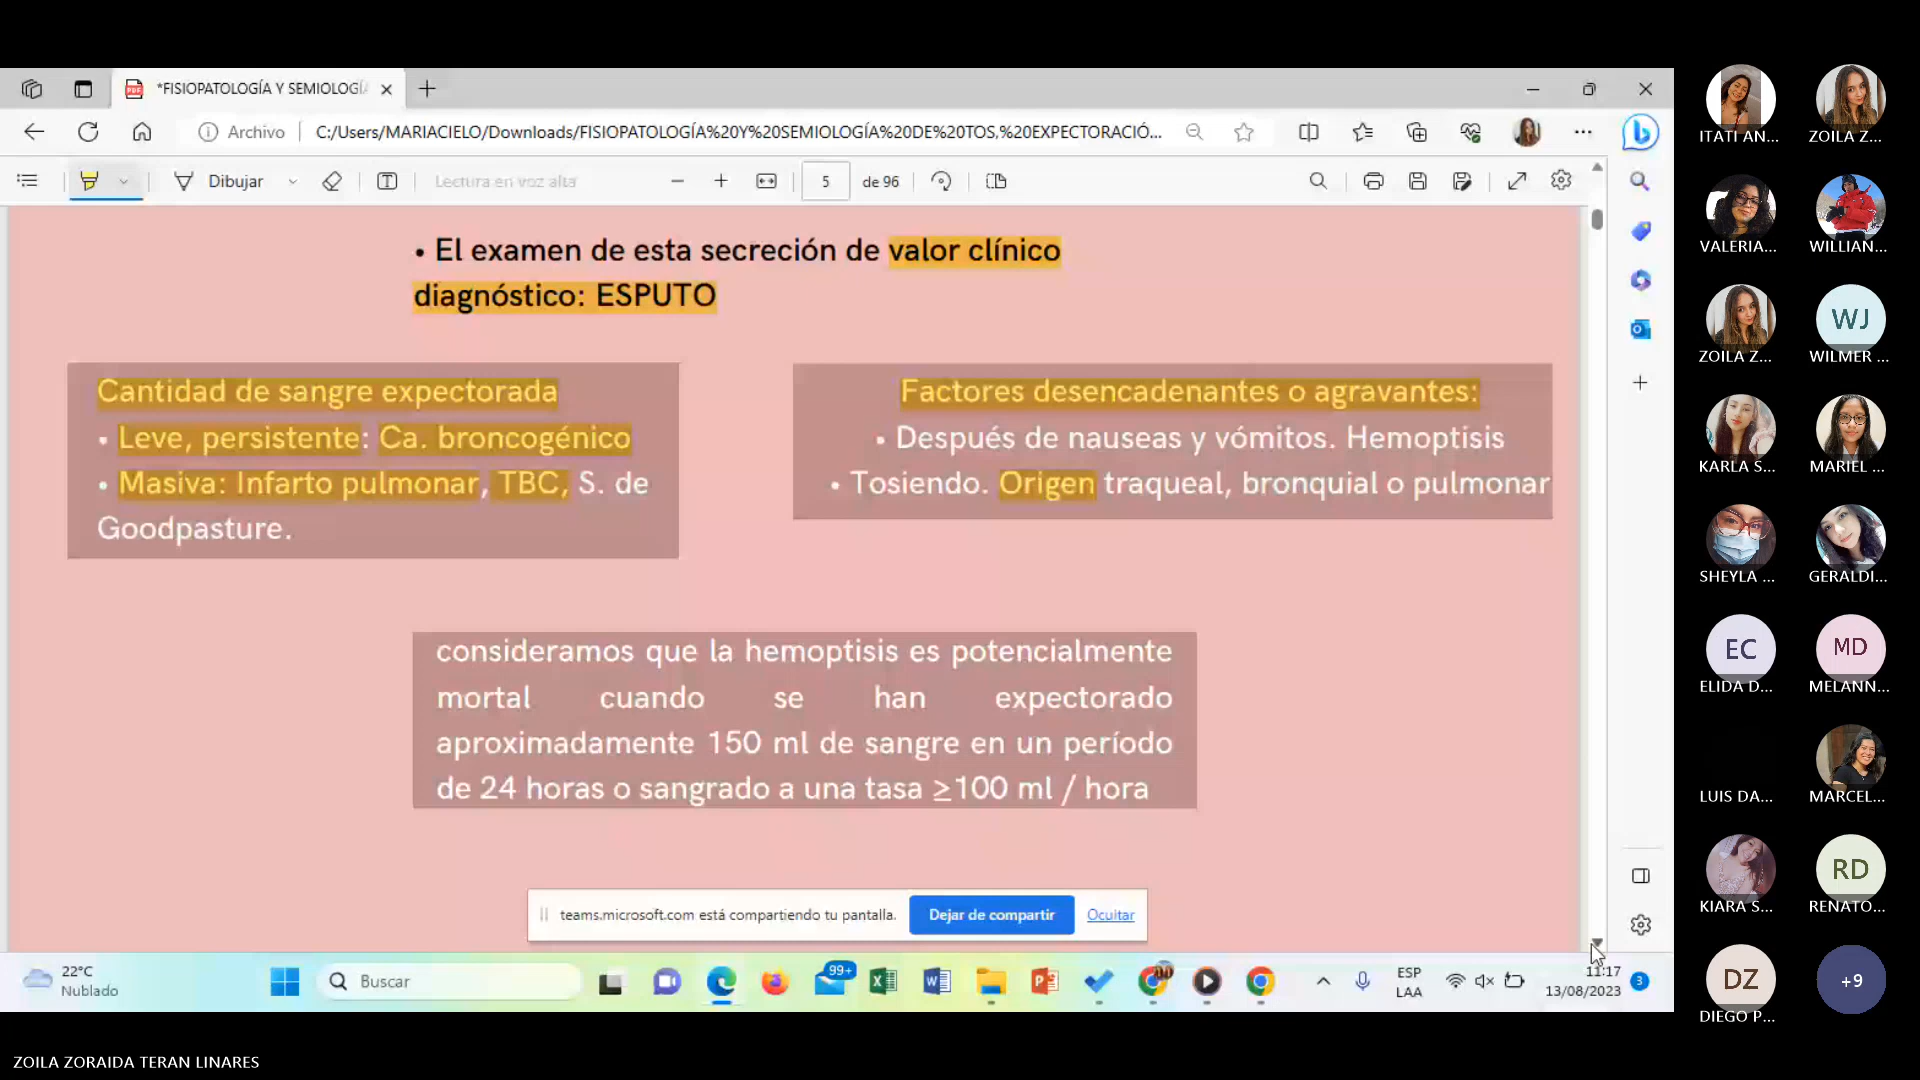 *FISIOPATOLOGÍA Y SEMIOLOGÍA
Archivo
C:/Users/MARIACIELO/Downloads/FISIOPATOLOGÍA%20Y%20SEMIOLOGÍA%20DE%20TOS,%20EXPECTORACIÓ...
Dibujar
Lectura en voz alta
5
de 96
• El examen de esta secreción de valor clínico
diagnóstico: ESPUTO
Cantidad de sangre expectorada
• Leve, persistente: Ca. broncogénico
• Masiva: Infarto pulmonar, TBC, S. de
Goodpasture.
Factores desencadenantes o agravantes:
• Después de nauseas y vómitos. Hemoptisis
• Tosiendo. Origen traqueal, bronquial o pulmonar
consideramos que la hemoptisis es potencialmente
mortal cuando se han expectorado
aproximadamente 150 ml de sangre en un período
de 24 horas o sangrado a una tasa ≥100 ml / hora
teams.microsoft.com está compartiendo tu pantalla.
Dejar de compartir
Ocultar
22°C
Nublado
Buscar
99+
ESP
LAA
11:17
13/08/2023
3
ITATI AN...
ZOILA Z...
VALERIA...
WILLIAN...
ZOILA Z...
WJ
WILMER ...
KARLA S...
MARIEL ...
SHEYLA ...
GERALDI...
EC
ELIDA D...
MD
MELANN...
LUIS DA...
MARCEL...
KIARA S...
RD
RENATO...
DZ
DIEGO P...
+9
ZOILA ZORAIDA TERAN LINARES